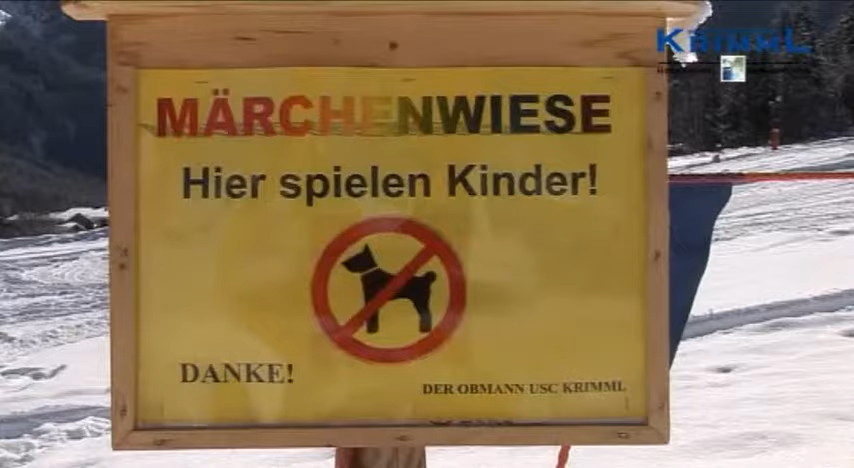 KRIMML
MÄRCHENWIESE
Hier spielen Kinder!
DANKE!
DER OBMANN USC KRIMML